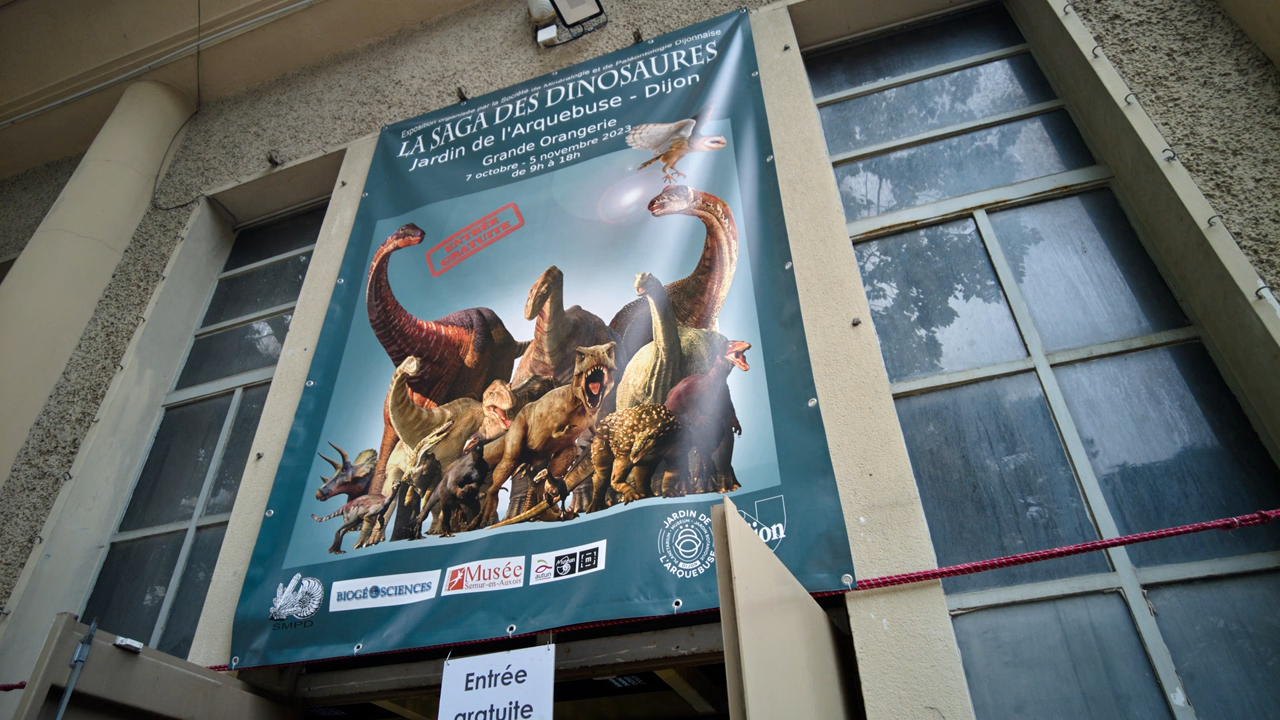 Exposition organisée par la Société de Minéralogie et de Paléontologie Dijonnaise
LA SAGA DES DINOSAURES
Jardin de l'Arquebuse - Dijon
Grande Orangerie
7 octobre - 5 novembre 2023
de 9h à 18h
ENTRÉE
GRATUITE
JARDIN DE
L'ARQUEBUSE
ion
SMPD
BIOGÉOSCIENCES
Musée
Semur-en-Auxois
autun
Entrée
gratuite